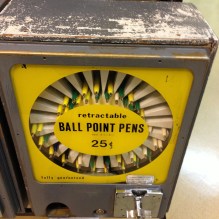 retractable
BALL POINT PENS
25¢
fully guaranteed